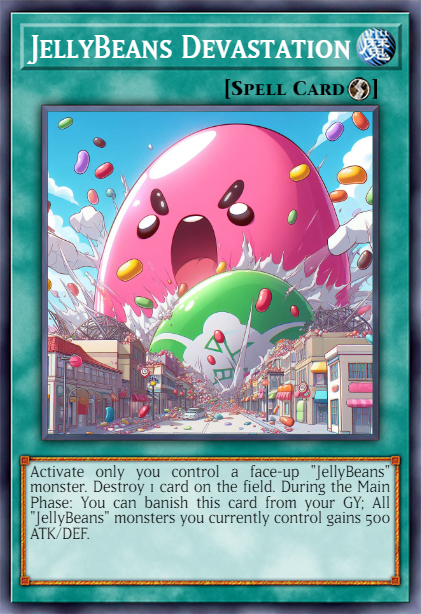 JellyBeans Devastation 魔
[Spell Card]
Activate only you control a face-up "JellyBeans"
monster. Destroy 1 card on the field. During the Main
Phase: You can banish this card from your GY; All
"JellyBeans" monsters you currently control gains 500
ATK/DEF.